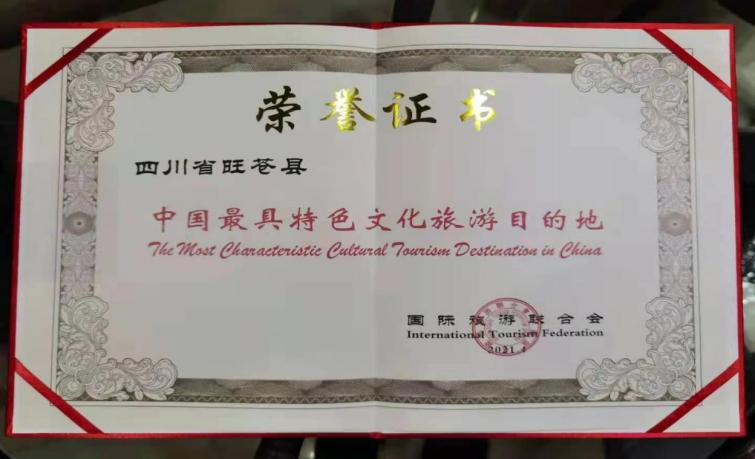 荣誉证书
四川省旺苍县
中国最具特色文化旅游目的地
The Most Characteristic Cultural Tourism Destination in China
国际旅游联合会
International Tourism Federation
2021.4